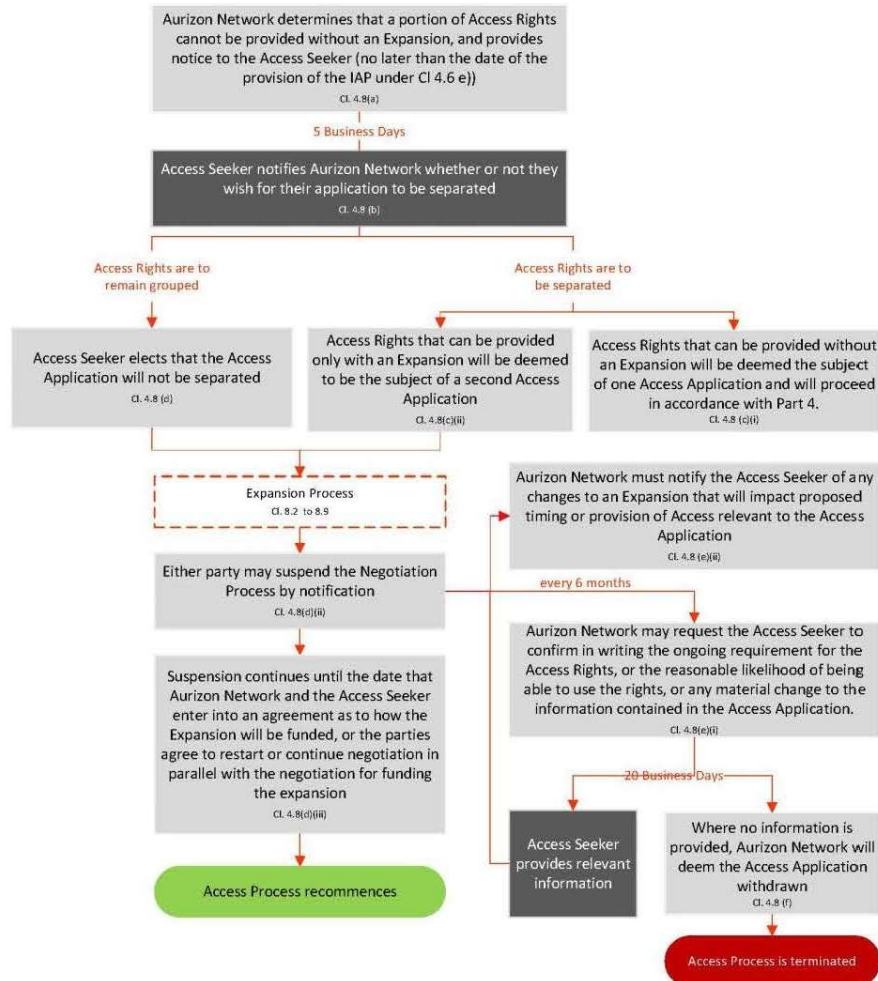 Aurizon Network determines that a portion of Access Rights
cannot be provided without an Expansion, and provides
notice to the Access Seeker (no later than the date of the
provision of the IAP under Cl 4.6 e))
Cl. 4.8(a)
5 Business Days
Access Seeker notifies Aurizon Network whether or not they
wish for their application to be separated
Cl. 4.8 (b)
Access Rights are to
remain grouped
Access Rights are to
be separated
Access Seeker elects that the Access
Application will not be separated
Cl. 4.8 (d)
Access Rights that can be provided
only with an Expansion will be deemed
to be the subject of a second Access
Application
Cl. 4.8(c)(ii)
Access Rights that can be provided without
an Expansion will be deemed the subject
of one Access Application and will proceed
in accordance with Part 4.
Cl. 4.8 (c)(i)
Expansion Process
Cl. 8.2 to 8.9
Aurizon Network must notify the Access Seeker of any
changes to an Expansion that will impact proposed
timing or provision of Access relevant to the Access
Application
Cl. 4.8 (e)(ii)
Either party may suspend the Negotiation
Process by notification
Cl. 4.8(d)(ii)
every 6 months
Aurizon Network may request the Access Seeker to
confirm in writing the ongoing requirement for the
Access Rights, or the reasonable likelihood of being
able to use the rights, or any material change to the
information contained in the Access Application.
Cl. 4.8(e)(i)
Suspension continues until the date that
Aurizon Network and the Access Seeker
enter into an agreement as to how the
Expansion will be funded, or the parties
agree to restart or continue negotiation in
parallel with the negotiation for funding
the expansion
Cl. 4.8(d)(iii)
20 Business Days
Access Seeker
provides relevant
information
Where no information is
provided, Aurizon Network will
deem the Access Application
withdrawn
Cl. 4.8 (f)
Access Process recommences
Access Process is terminated